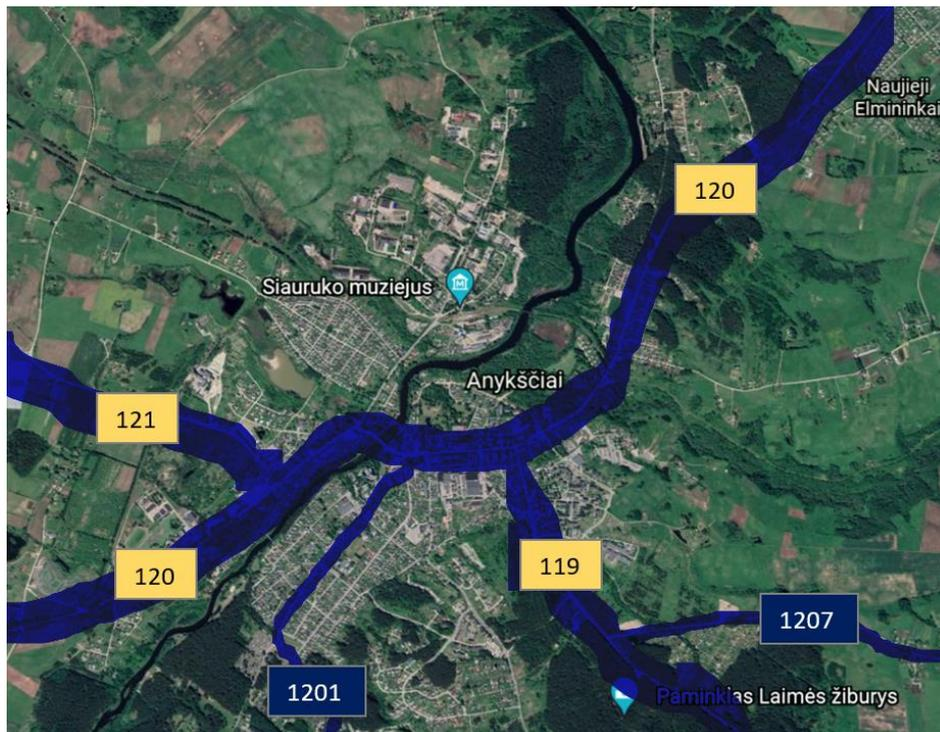 Naujieji
Elmininkai
120
Siauruko muziejus
Anykščiai
121
119
120
1207
1201
Paminklas Laimės žiburys